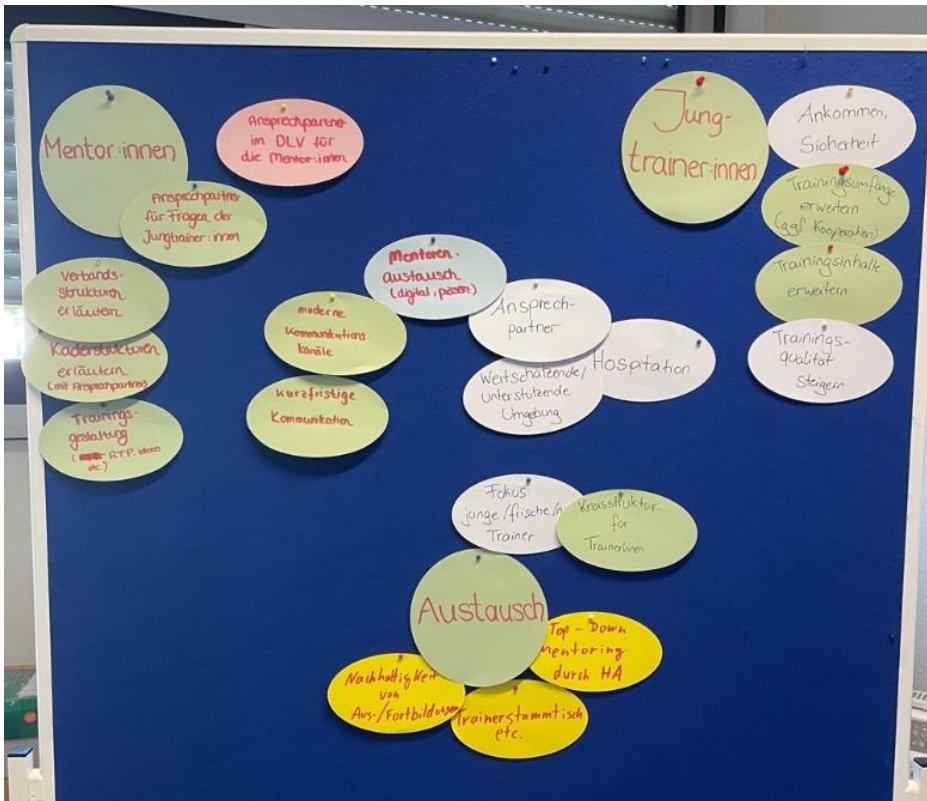 Mentor:innen
Ansprechpartner
im DLV für
die Mentor:innen
Ansprechpartner
für Fragen der
Jungtrainer:innen
Verbands-
strukturen
erläutern
Kaderstrukturen
erläutern
(mit Ansprechpartner)
Trainings-
gestaltung
RTP
etc.)
moderne
Kommunikations
kanäle
kurzfristige
Kommunikation
Mentoren-
austausch
(digital, präsenz)
Ansprech-
partner
Wertschätzende/
unterstützende
Umgebung
Hospitation
Jung-
trainer:innen
Ankommen,
Sicherheit
Trainingsumfänge
erweitern
(ggf. Kooperation)
Trainingsinhalte
erweitern
Trainings-
qualität
steigern
Fokus
junge/frische/n
Trainer
Kreisstruktur
für
TrainerInnen
Austausch
Top-Down
mentoring
durch HA
Nachhaltigkeit
von
Aus-/Fortbildungen
Trainerstammtisch
etc.